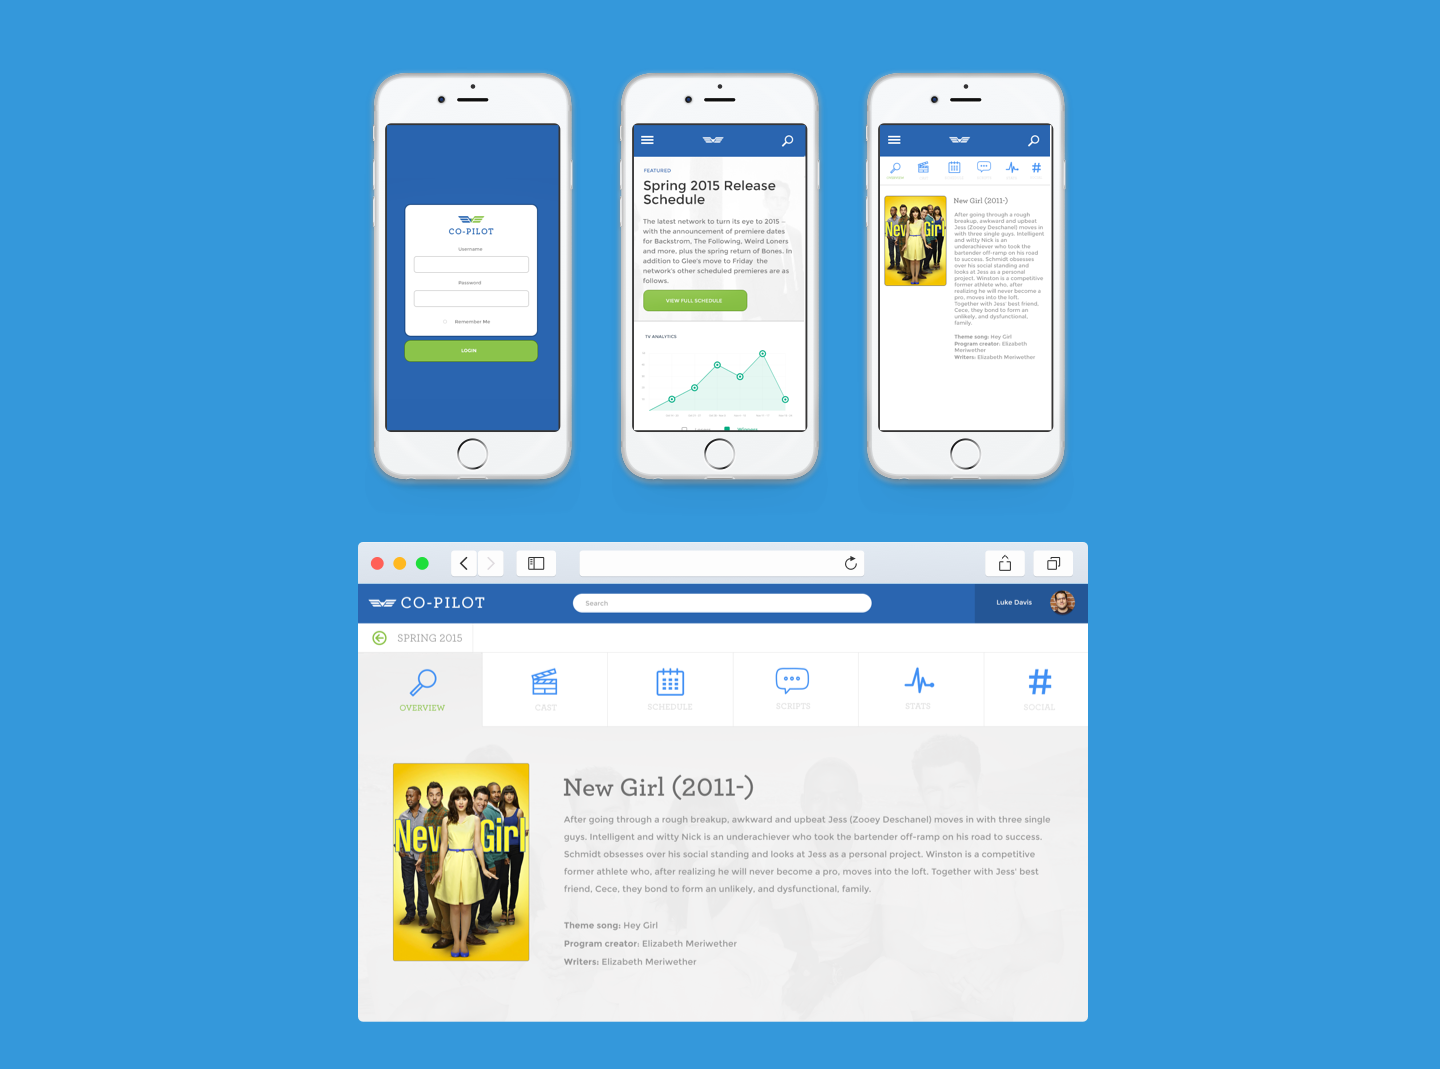 CO-PILOT
Username
Password
Remember Me
LOGIN
FEATURED
Spring 2015 Release
Schedule
The latest network to turn its eye to 2015 –
with the announcement of premiere dates
for Backstrom, The Following, Weird Loners
and more, plus the spring return of Bones. In
addition to Glee's move to Friday the
network's other scheduled premieres are as
follows.
VIEW FULL SCHEDULE
TV ANALYTICS
OVERVIEW
New Girl (2011-)
After going through a rough
breakup, awkward and upbeat
Jess (Zooey Deschanel) moves in
with three single guys. Intelligent
and witty Nick is an
underachiever who took the
bartender off-ramp on his road
to success. Schmidt obsesses
over his social standing and
looks at Jess as a personal
project. Winston is a competitive
former athlete who, after
realizing he will never become a
pro, moves into the loft.
Together with Jess' best friend,
Cece, they bond to form an
unlikely, and dysfunctional,
family.
Theme song: Hey Girl
Program creator: Elizabeth
Meriwether
Writers: Elizabeth Meriwether
New Girl
CO-PILOT
Search
Luke Davis
SPRING 2015
OVERVIEW
CAST
SCHEDULE
SCRIPTS
STATS
SOCIAL
New Girl
New Girl (2011-)
After going through a rough breakup, awkward and upbeat Jess (Zooey Deschanel) moves in with three single
guys. Intelligent and witty Nick is an underachiever who took the bartender off-ramp on his road to success.
Schmidt obsesses over his social standing and looks at Jess as a personal project. Winston is a competitive
former athlete who, after realizing he will never become a pro, moves into the loft. Together with Jess' best
friend, Cece, they bond to form an unlikely, and dysfunctional, family.
Theme song: Hey Girl
Program creator: Elizabeth Meriwether
Writers: Elizabeth Meriwether